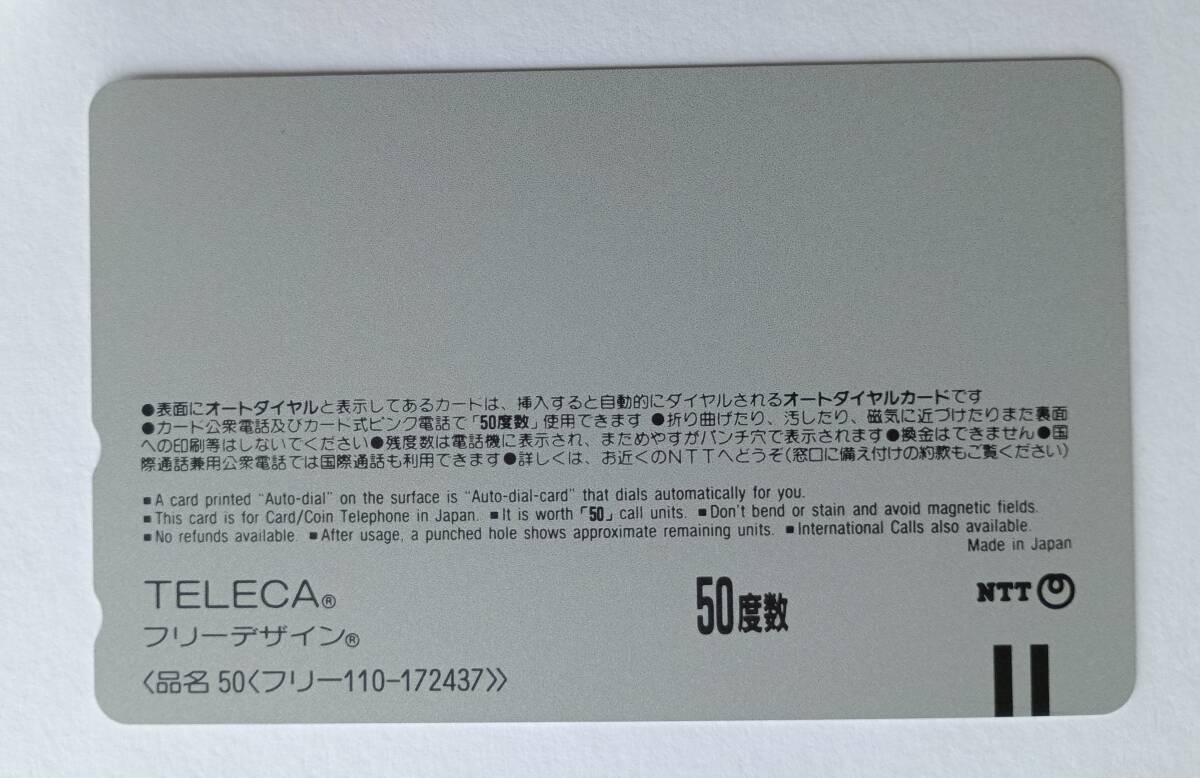 ●表面にオートダイヤルと表示してあるカードは、挿入すると自動的にダイヤルされるオートダイヤルカードです
●カード公衆電話及びカード式ピンク電話で「50度数」使用できます ●折り曲げたり、汚したり、磁気に近づけたりまた裏面
への印刷等はしないでください●残度数は電話機に表示され、まためやすがパンチ穴で表示されます●換金はできません●国
際通話兼用公衆電話では国際通話も利用できます●詳しくは、お近くのNTTへどうぞ(窓口に備え付けの約款もご覧ください)
■A card printed “Auto-dial” on the surface is “Auto-dial-card” that dials automatically for you.
■This card is for Card/Coin Telephone in Japan. ■It is worth「50」call units. ■Don't bend or stain and avoid magnetic fields.
■No refunds available. ■After usage, a punched hole shows approximate remaining units. ■International Calls also available.
Made in Japan
TELECA®
フリーデザイン®
〈品名 50〈フリー110-172437〉〉
50度数
NTT